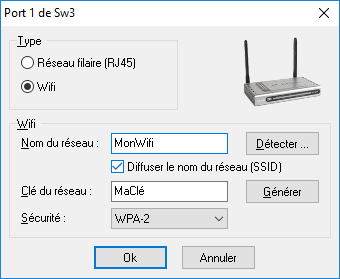 Port 1 de Sw3
Type
Réseau filaire (RJ45)
Wifi
Wifi
Nom du réseau :
MonWifi
Détecter ...
Diffuser le nom du réseau (SSID)
Clé du réseau :
MaClé
Générer
Sécurité :
WPA-2
Ok
Annuler